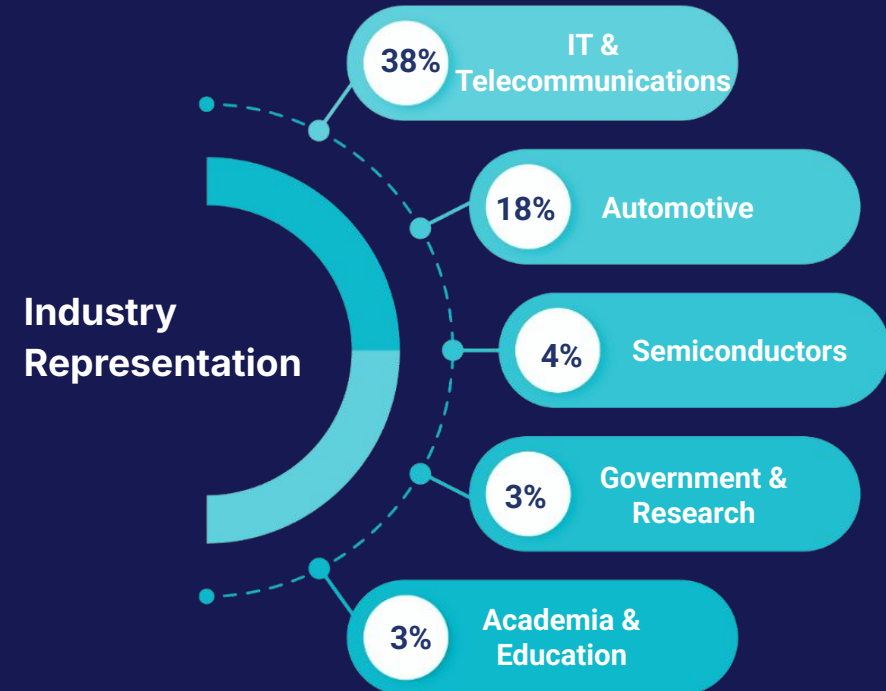 38%
IT &
Telecommunications
18%
Automotive
Industry
Representation
4%
Semiconductors
3%
Government &
Research
3%
Academia &
Education